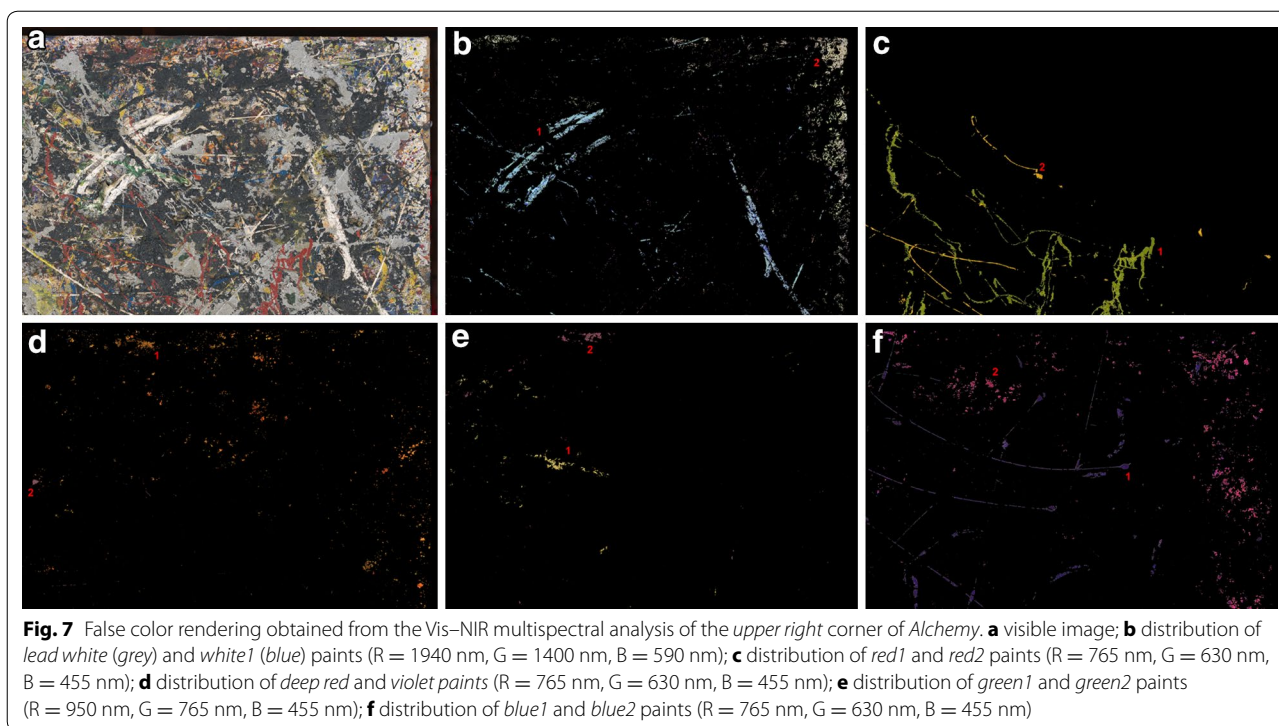 a
b
c
2
1
2
2
1
d
e
f
1
2
2
1
2
1
Fig. 7 False color rendering obtained from the Vis–NIR multispectral analysis of the upper right corner of Alchemy. a visible image; b distribution of
lead white (grey) and white1 (blue) paints (R = 1940 nm, G = 1400 nm, B = 590 nm); c distribution of red1 and red2 paints (R = 765 nm, G = 630 nm,
B = 455 nm); d distribution of deep red and violet paints (R = 765 nm, G = 630 nm, B = 455 nm); e distribution of green1 and green2 paints
(R = 950 nm, G = 765 nm, B = 455 nm); f distribution of blue1 and blue2 paints (R = 765 nm, G = 630 nm, B = 455 nm)